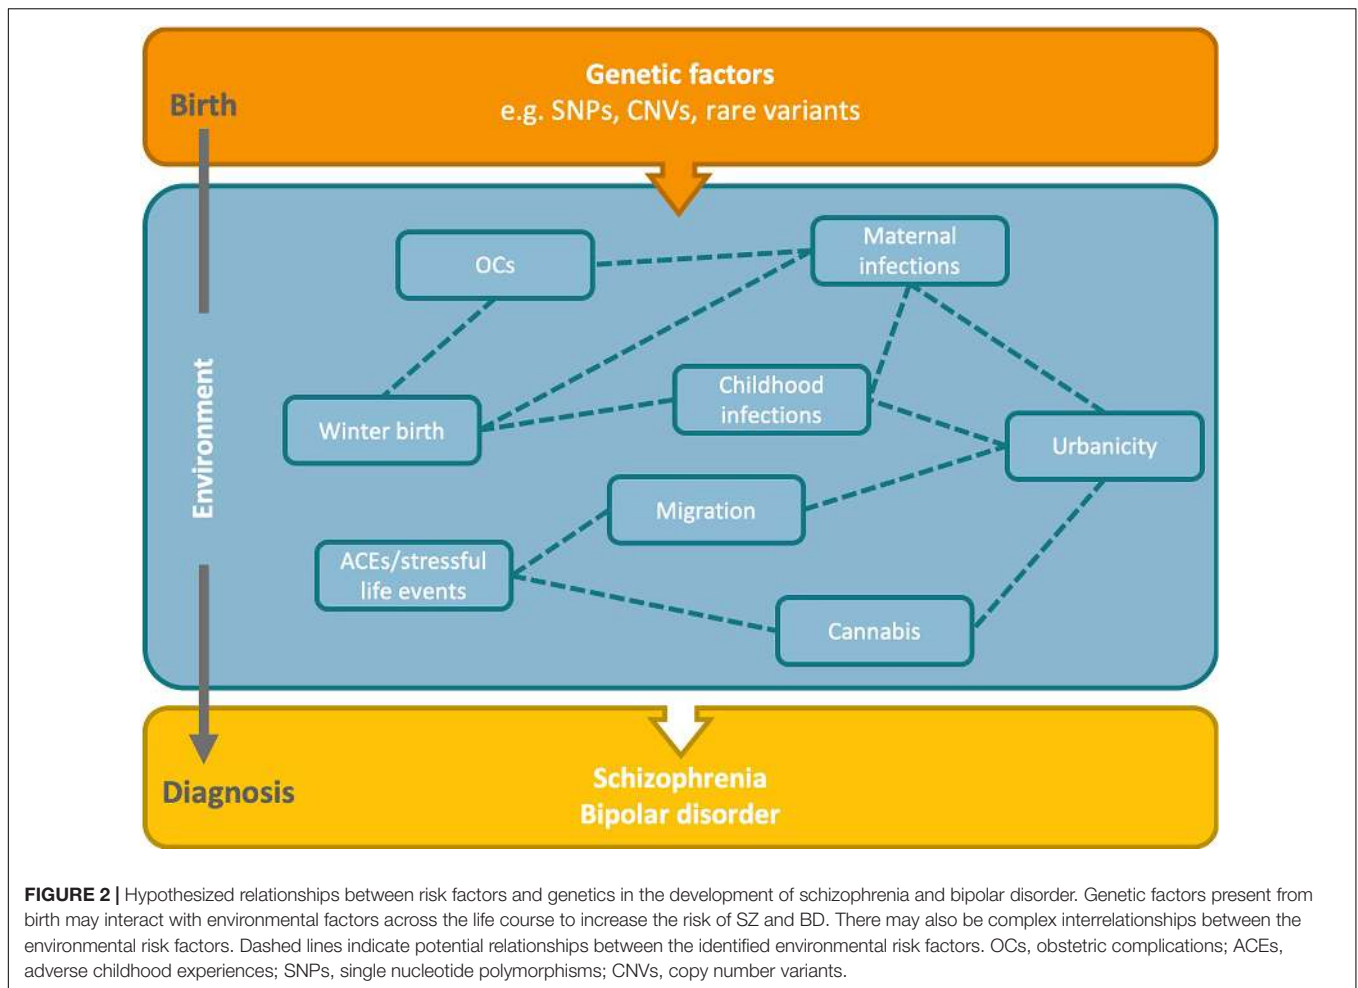 Genetic factors
e.g. SNPs, CNVs, rare variants
Birth
OCs
Maternal
infections
Childhood
infections
Winter birth
Urbanicity
Environment
Migration
ACEs/stressful
life events
Cannabis
Schizophrenia
Bipolar disorder
Diagnosis
FIGURE 2 | Hypothesized relationships between risk factors and genetics in the development of schizophrenia and bipolar disorder. Genetic factors present from
birth may interact with environmental factors across the life course to increase the risk of SZ and BD. There may also be complex interrelationships between the
environmental risk factors. Dashed lines indicate potential relationships between the identified environmental risk factors. OCs, obstetric complications; ACEs,
adverse childhood experiences; SNPs, single nucleotide polymorphisms; CNVs, copy number variants.